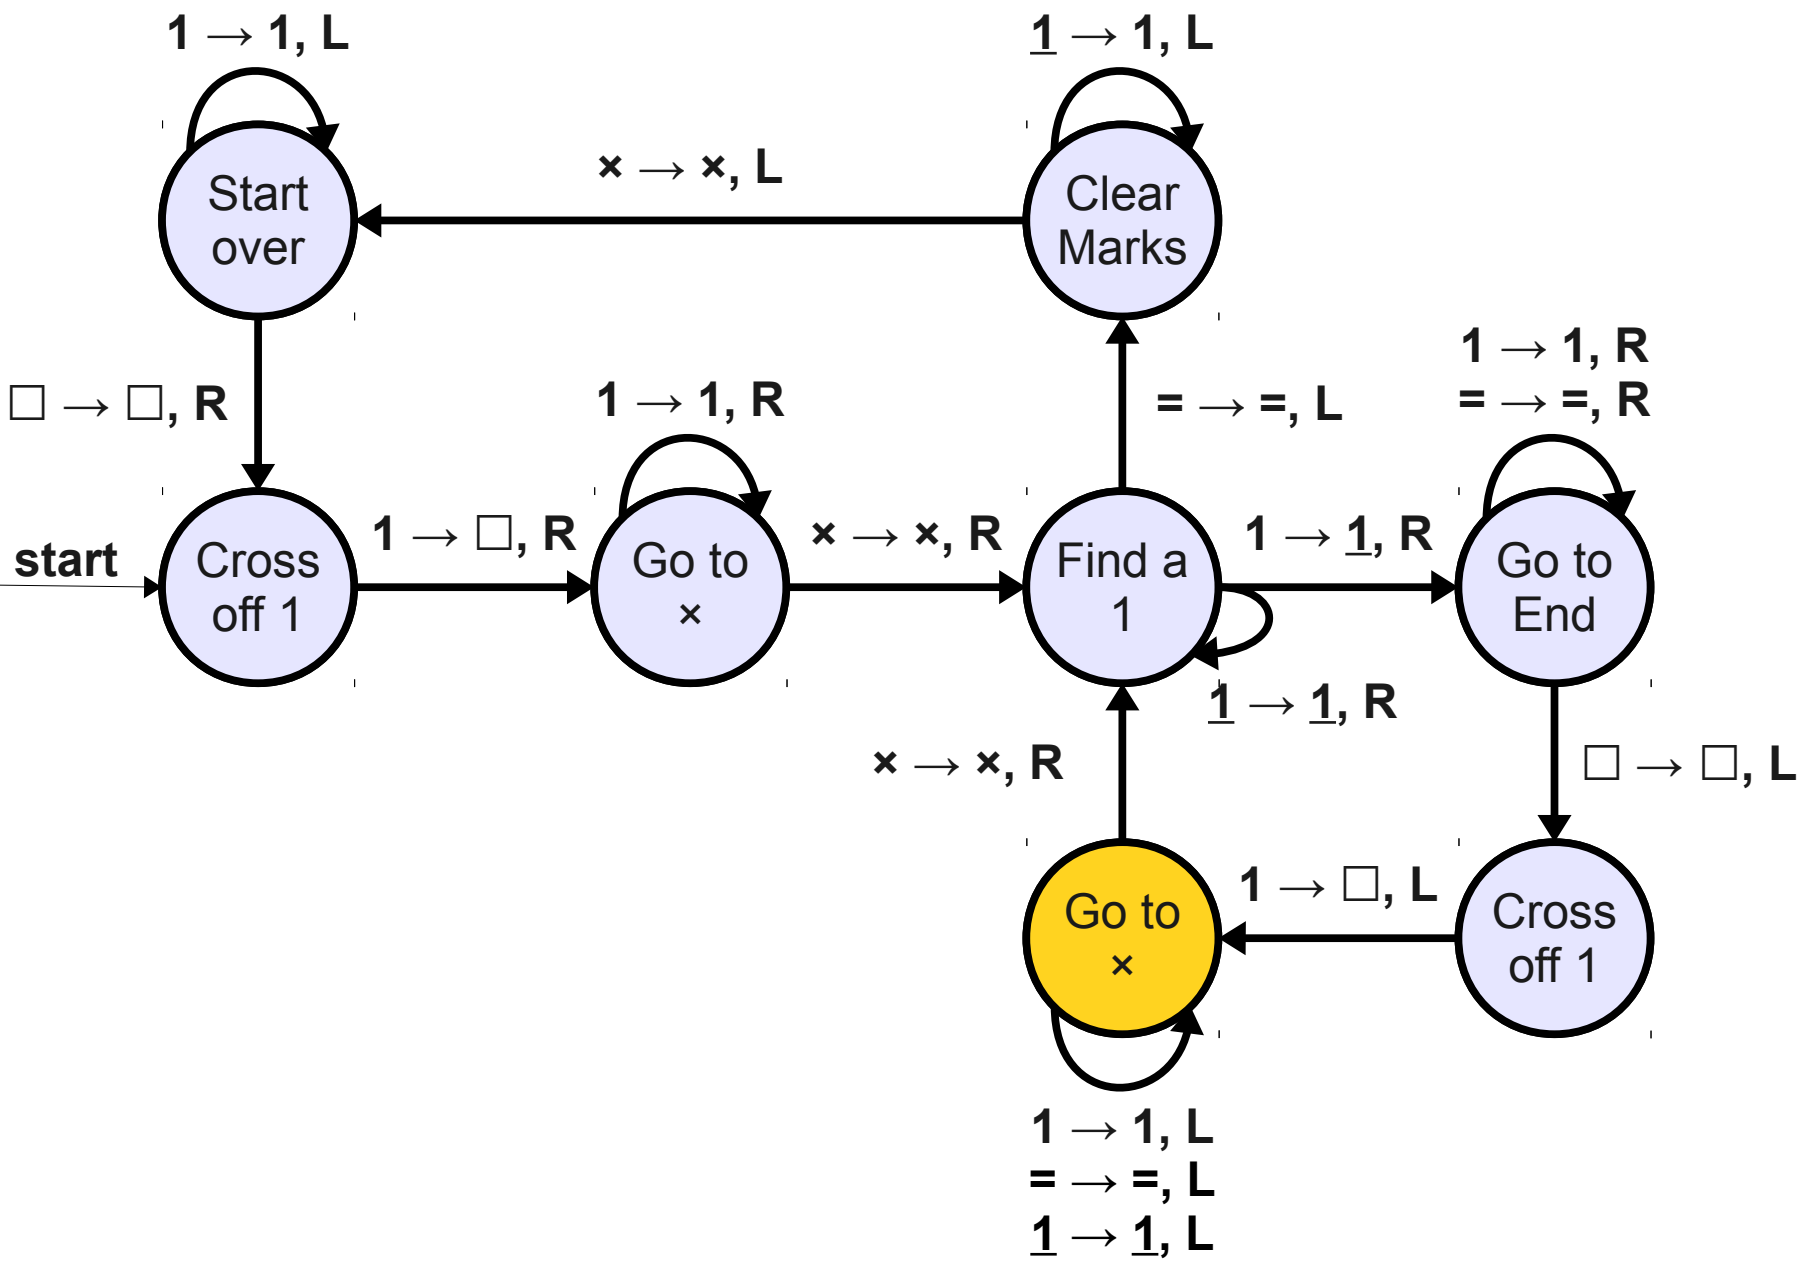 1 → 1, L
<u>1</u> → 1, L
Start
over
× → ×, L
Clear
Marks
□ → □, R
1 → 1, R
= → =, L
1 → 1, R
= → =, R
start
Cross
off 1
1 → □, R
Go to
×
× → ×, R
Find a
1
1 → <u>1</u>, R
Go to
End
<u>1</u> → <u>1</u>, R
× → ×, R
□ → □, L
Go to
×
1 → □, L
Cross
off 1
1 → 1, L
= → =, L
<u>1</u> → <u>1</u>, L